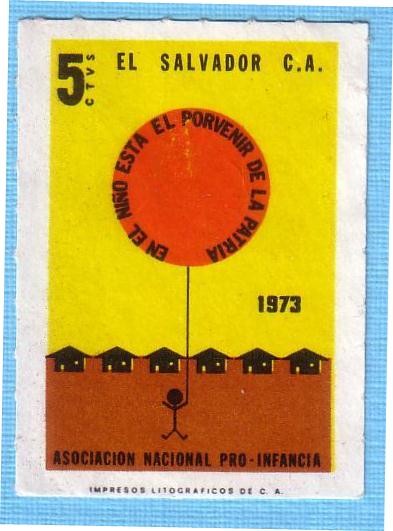 5 CTVS
EL SALVADOR C.A.
EN EL NIÑO ESTA EL PORVENIR DE LA PATRIA
1973
ASOCIACION NACIONAL PRO-INFANCIA
IMPRESOS LITOGRAFICOS DE C. A.